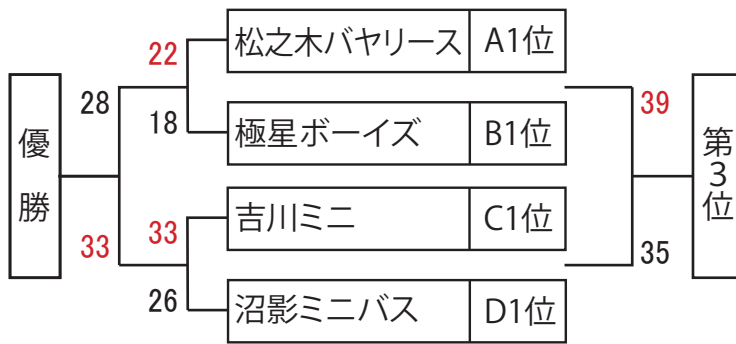 22
松之木バヤリース A1位
28
39
18
極星ボーイズ B1位
優勝
第3位
33
吉川ミニ C1位
33
35
26
沼影ミニバス D1位